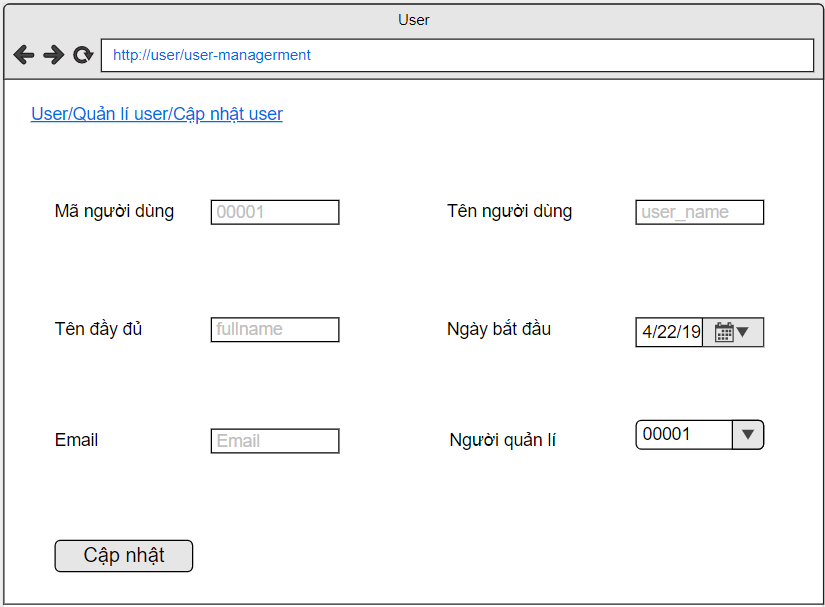 User
http://user/user-managerment
User/Quản lí user/Cập nhật user
Mã người dùng 00001 Tên người dùng user_name
Tên đầy đủ fullname Ngày bắt đầu 4/22/19
Email Email Người quản lí 00001
Cập nhật